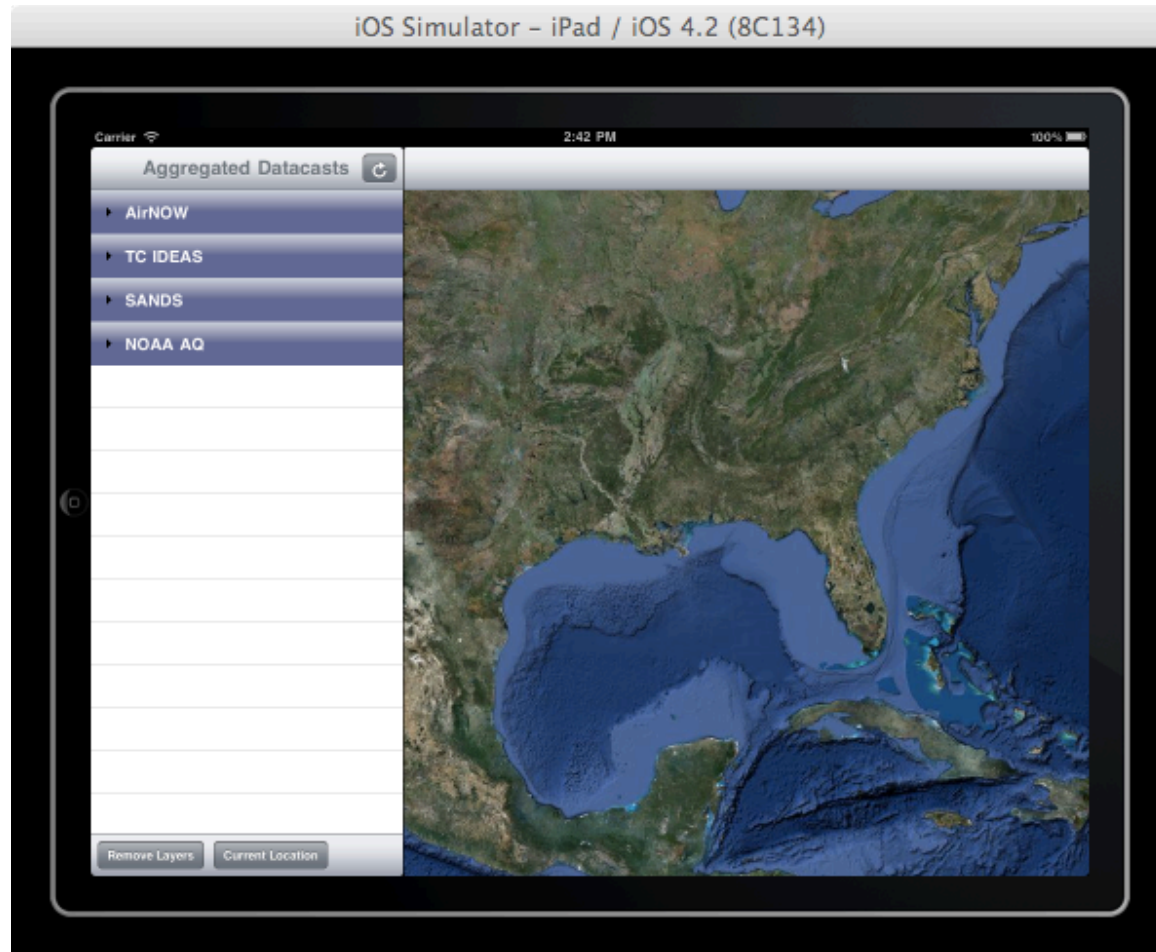 iOS Simulator – iPad / iOS 4.2 (8C134)
Carrier 2:42 PM 100%
Aggregated Datacasts
AirNOW
TC IDEAS
SANDS
NOAA AQ
Remove Layers Current Location